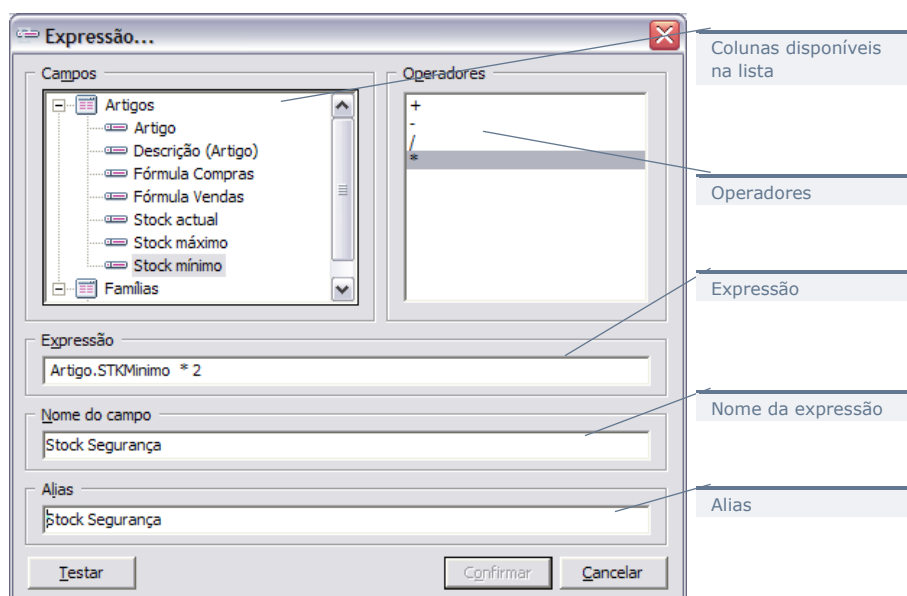 Expressão...
Campos
Artigos
Artigo
Descrição (Artigo)
Fórmula Compras
Fórmula Vendas
Stock actual
Stock máximo
Stock mínimo
Famílias
Operadores
+
-
/
*
Expressão
Artigo.STKMinimo * 2
Nome do campo
Stock Segurança
Alias
Stock Segurança
Testar
Confirmar
Cancelar
Colunas disponíveis
na lista
Operadores
Expressão
Nome da expressão
Alias